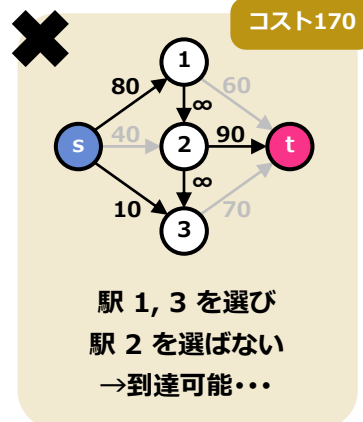 コスト170
1
80
60
∞
s
40
2
90
t
∞
10
70
3
駅 1, 3 を選び
駅 2 を選ばない
→到達可能・・・